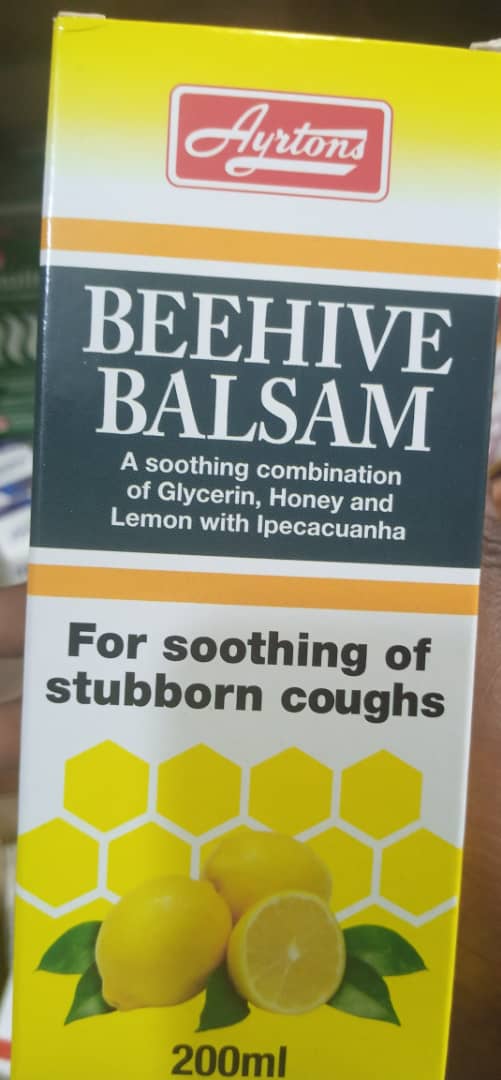 Ayrtons
BEEHIVE
BALSAM
A soothing combination
of Glycerin, Honey and
Lemon with Ipecacuanha
For soothing of
stubborn coughs
200ml